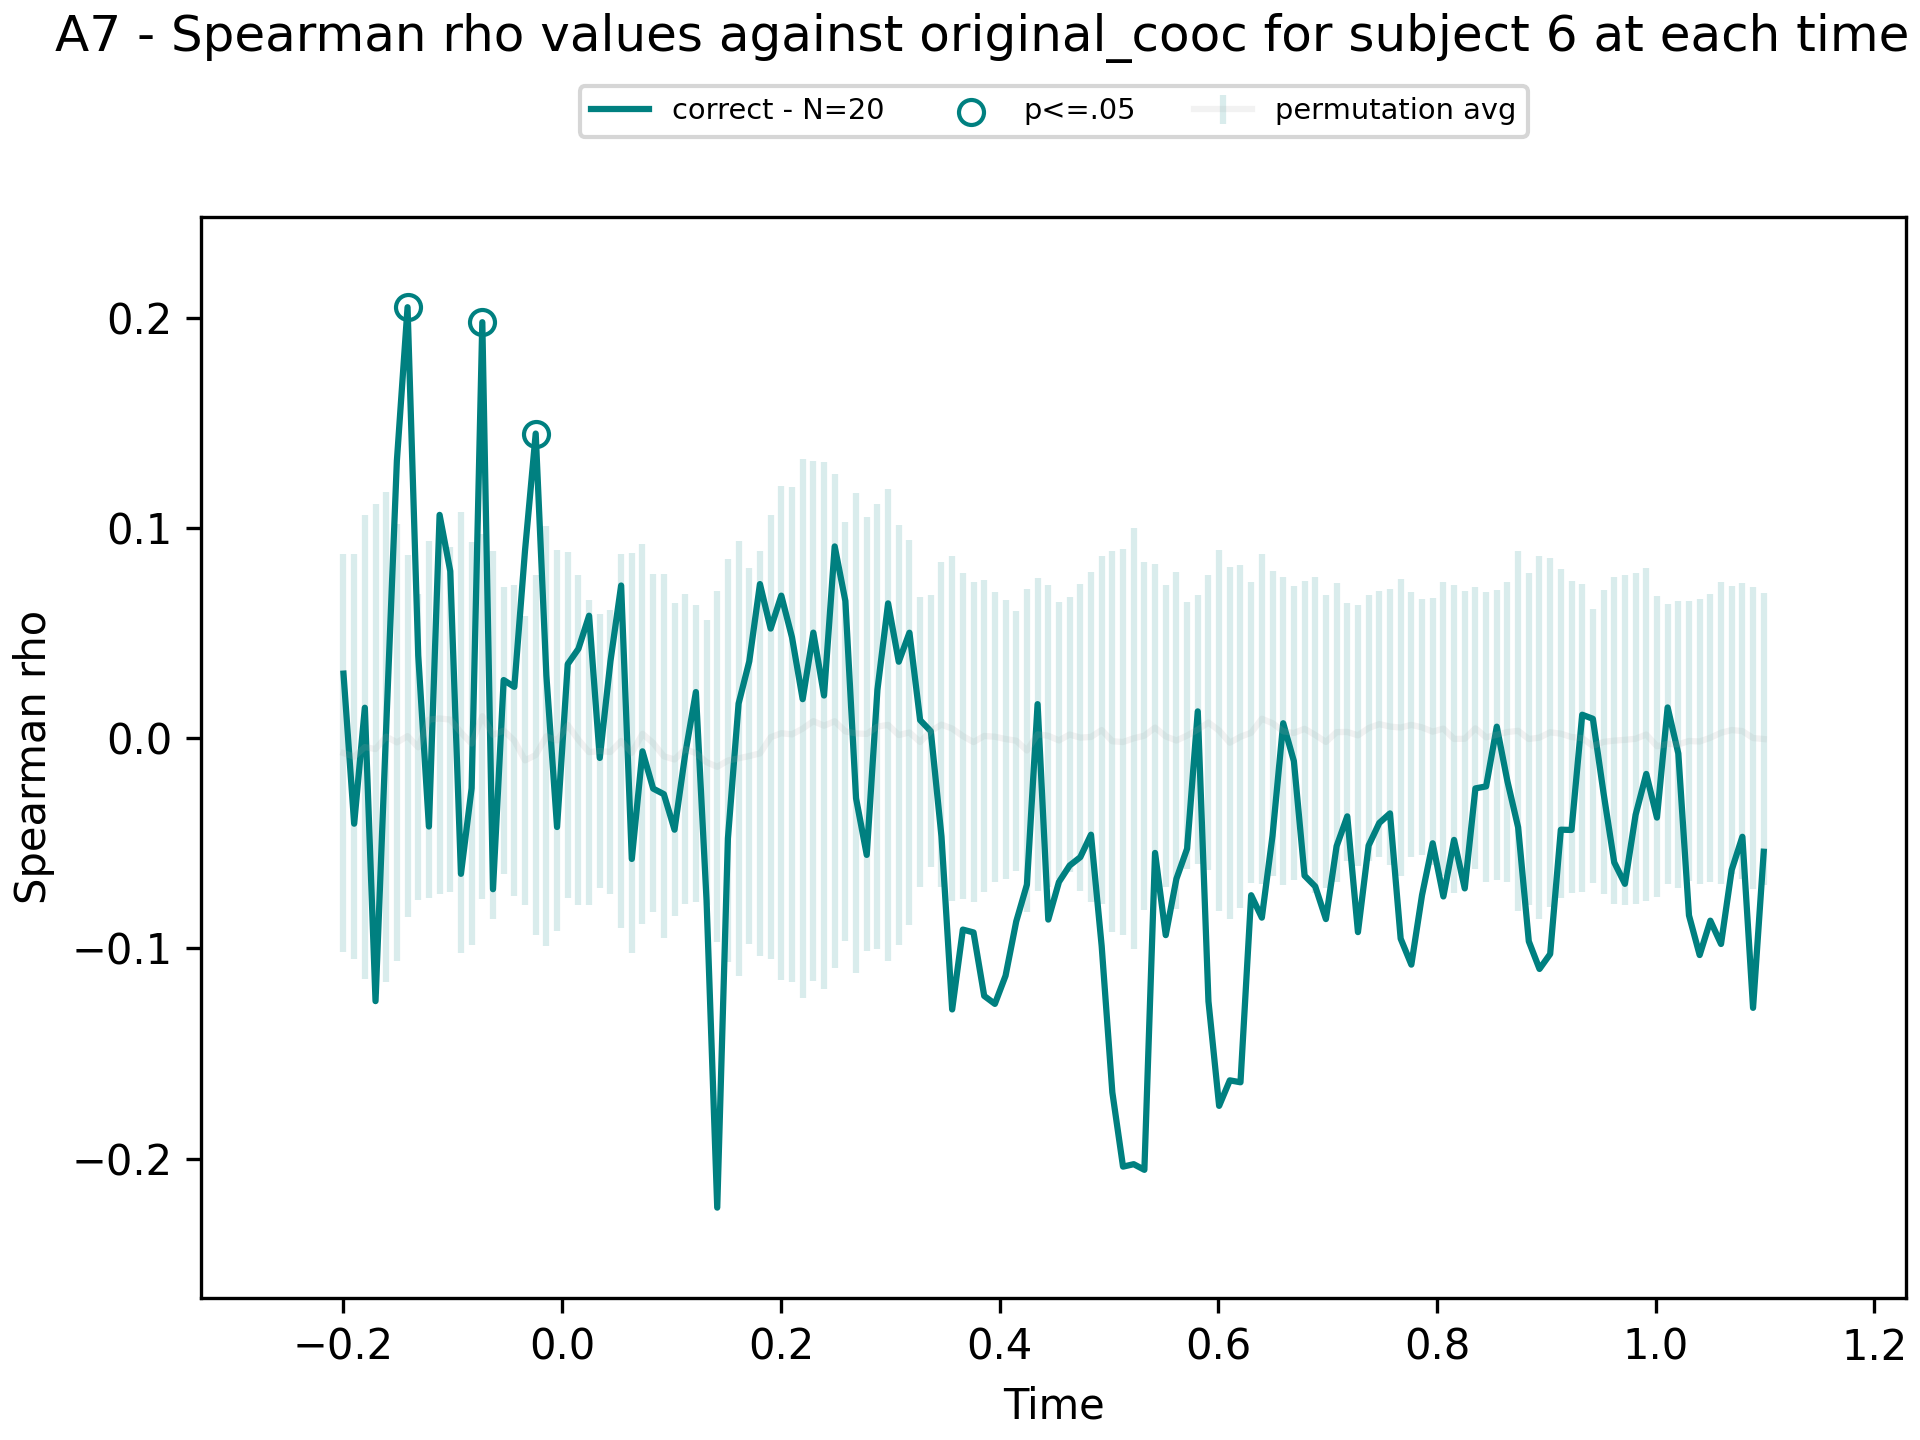 A7 - Spearman rho values against original_cooc for subject 6 at each time
correct - N=20 p<=.05 permutation avg
0.2
0.1
0.0
−0.1
−0.2
Spearman rho
−0.2 0.0 0.2 0.4 0.6 0.8 1.0 1.2
Time